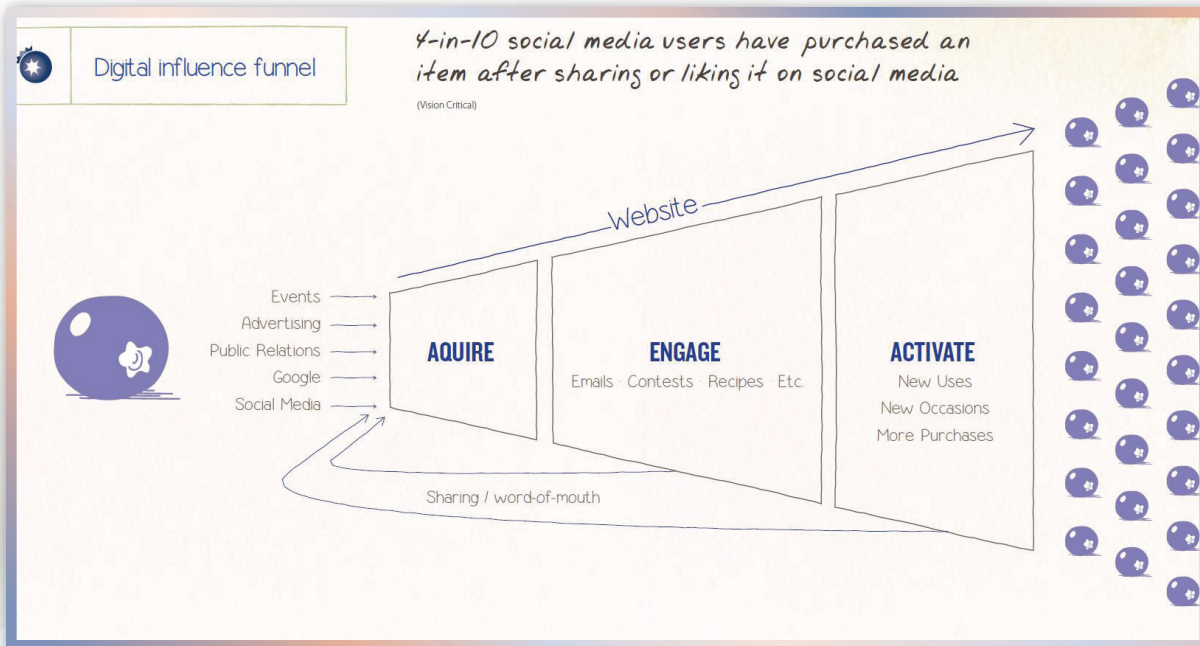 Digital influence funnel
4-in-10 social media users have purchased an
item after sharing or liking it on social media
(Vision Critical)
Website
Events
Advertising
Public Relations
Google
Social Media
AQUIRE
ENGAGE
Emails · Contests · Recipes · Etc.
ACTIVATE
New Uses
New Occasions
More Purchases
Sharing / word-of-mouth